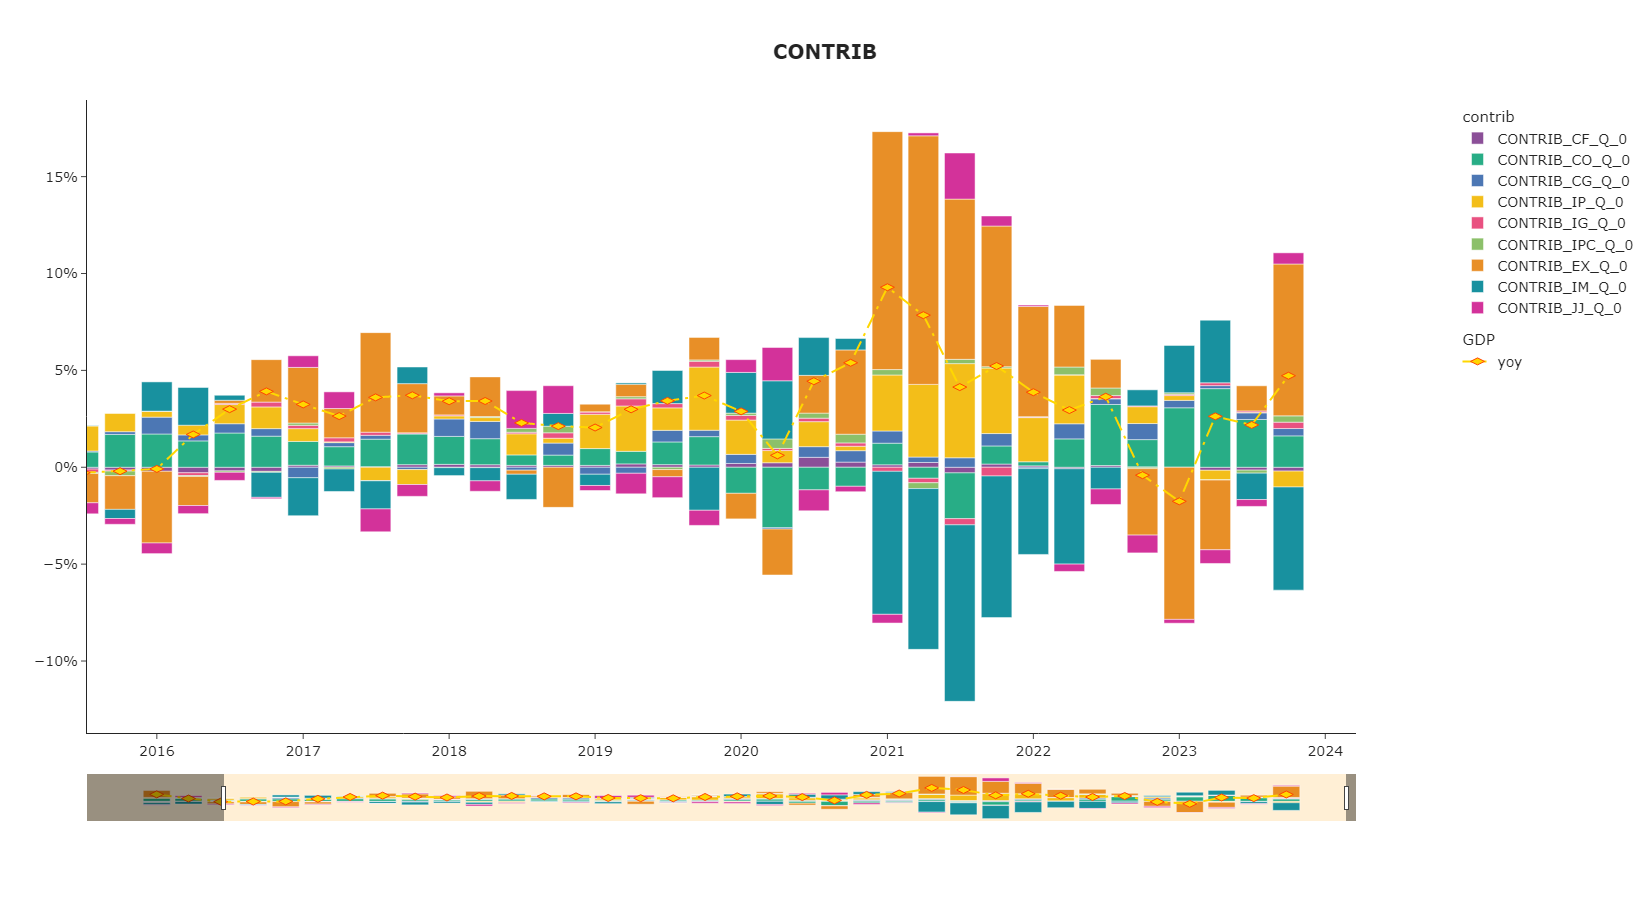 CONTRIB
15%
10%
5%
0%
−5%
−10%
2016
2017
2018
2019
2020
2021
2022
2023
2024
contrib
CONTRIB_CF_Q_0
CONTRIB_CO_Q_0
CONTRIB_CG_Q_0
CONTRIB_IP_Q_0
CONTRIB_IG_Q_0
CONTRIB_IPC_Q_0
CONTRIB_EX_Q_0
CONTRIB_IM_Q_0
CONTRIB_JJ_Q_0
GDP
yoy